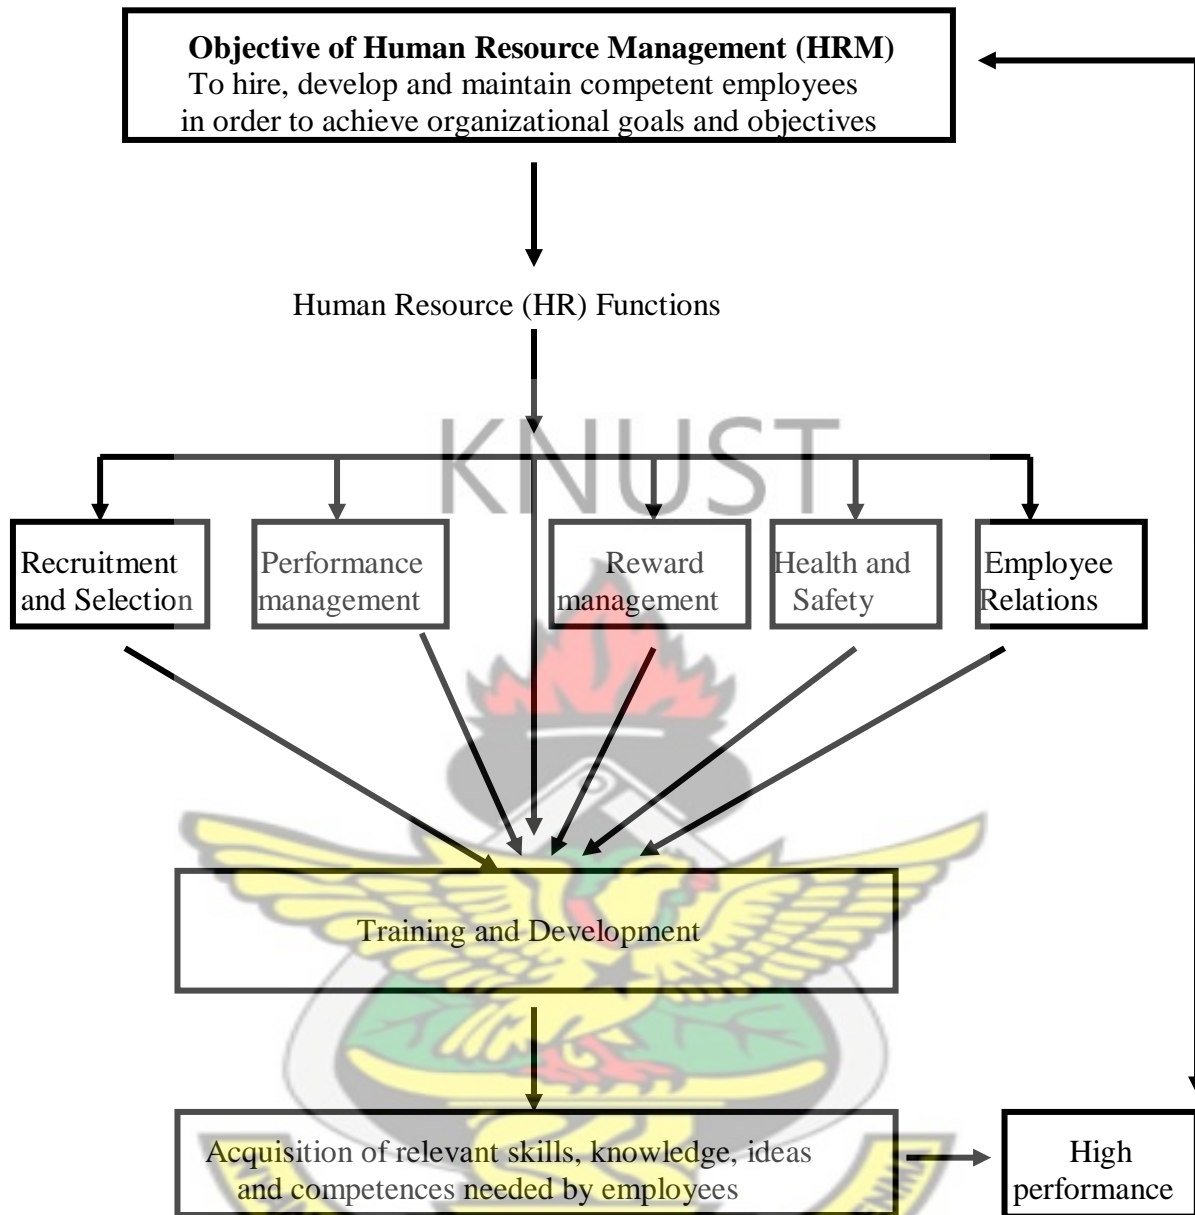 Objective of Human Resource Management (HRM)
To hire, develop and maintain competent employees
in order to achieve organizational goals and objectives
Human Resource (HR) Functions
KNUST
Recruitment
and Selection
Performance
management
Reward
management
Health and
Safety
Employee
Relations
Training and Development
Acquisition of relevant skills, knowledge, ideas
and competences needed by employees
High
performance